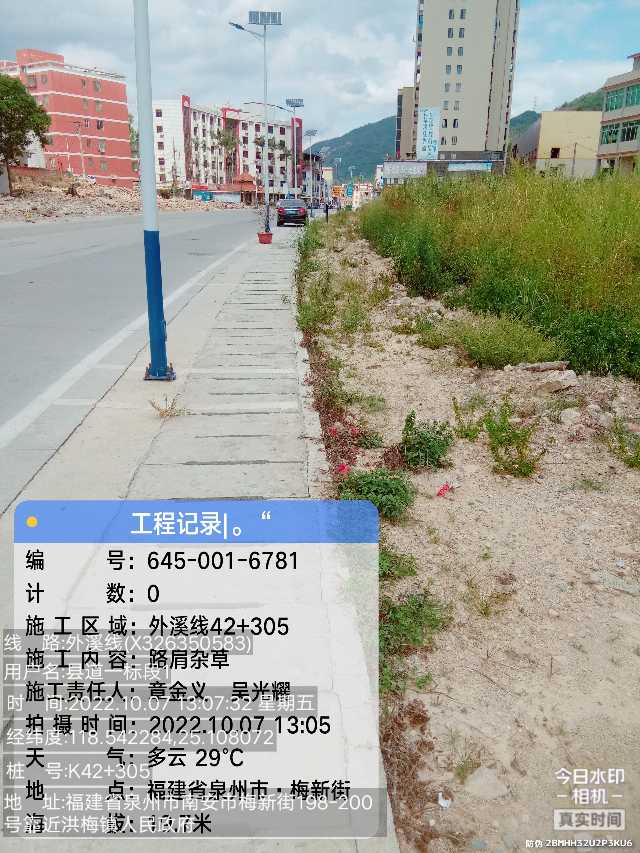 工程记录|。“
编号：645-001-6781
计数：0
施工区域：外溪线42+305
线 路:外溪线(X326350583)
施工内容：路肩杂草
用户名:县道一标段1
施工责任人：章金义 吴光耀
时 间:2022.10.07 13:07:32 星期五
拍摄时间：2022.10.07 13:05
经纬度:118.542284,25.108072
天气：多云 29℃
桩 号:K42+305
地点：福建省泉州市·梅新街
地 址:福建省泉州市南安市梅新街198-200
号靠近洪梅镇人民政府
今日水印
相机
真实时间
防伪 2BMHH32U2P3KU6